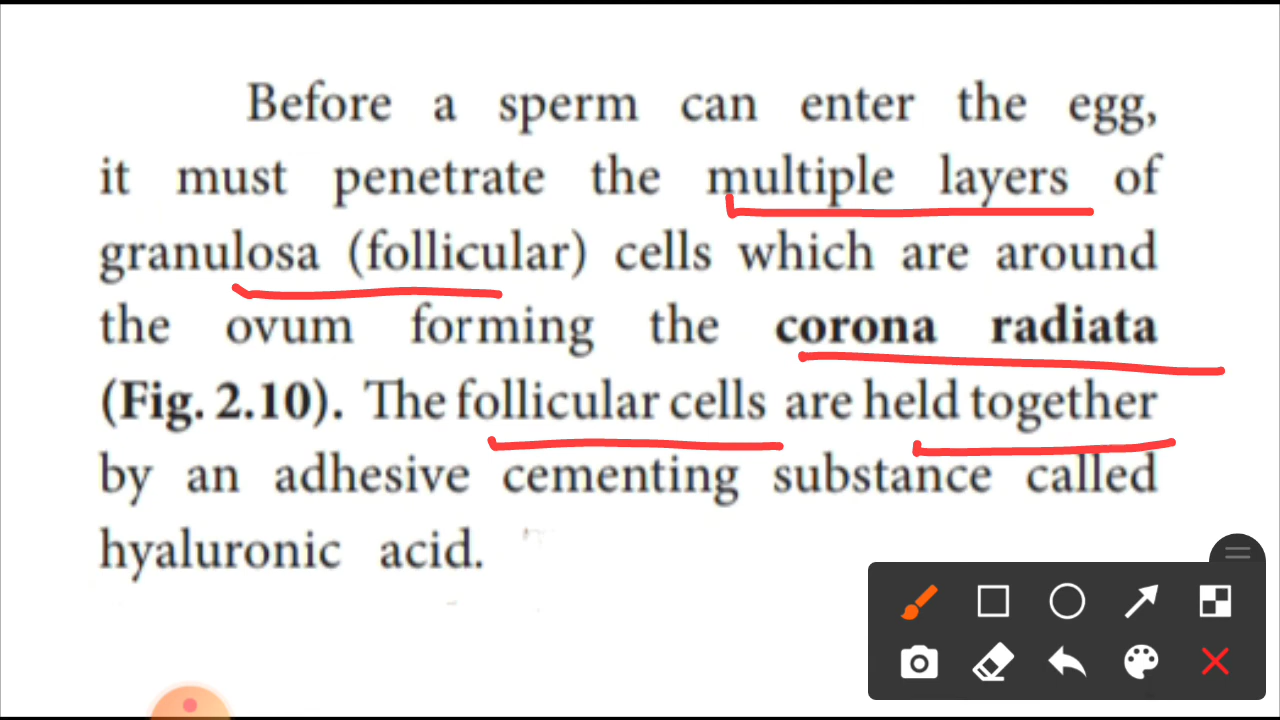 Before a sperm can enter the egg,
it must penetrate the multiple layers of
granulosa (follicular) cells which are around
the ovum forming the corona radiata
(Fig. 2.10). The follicular cells are held together
by an adhesive cementing substance called
hyaluronic acid.